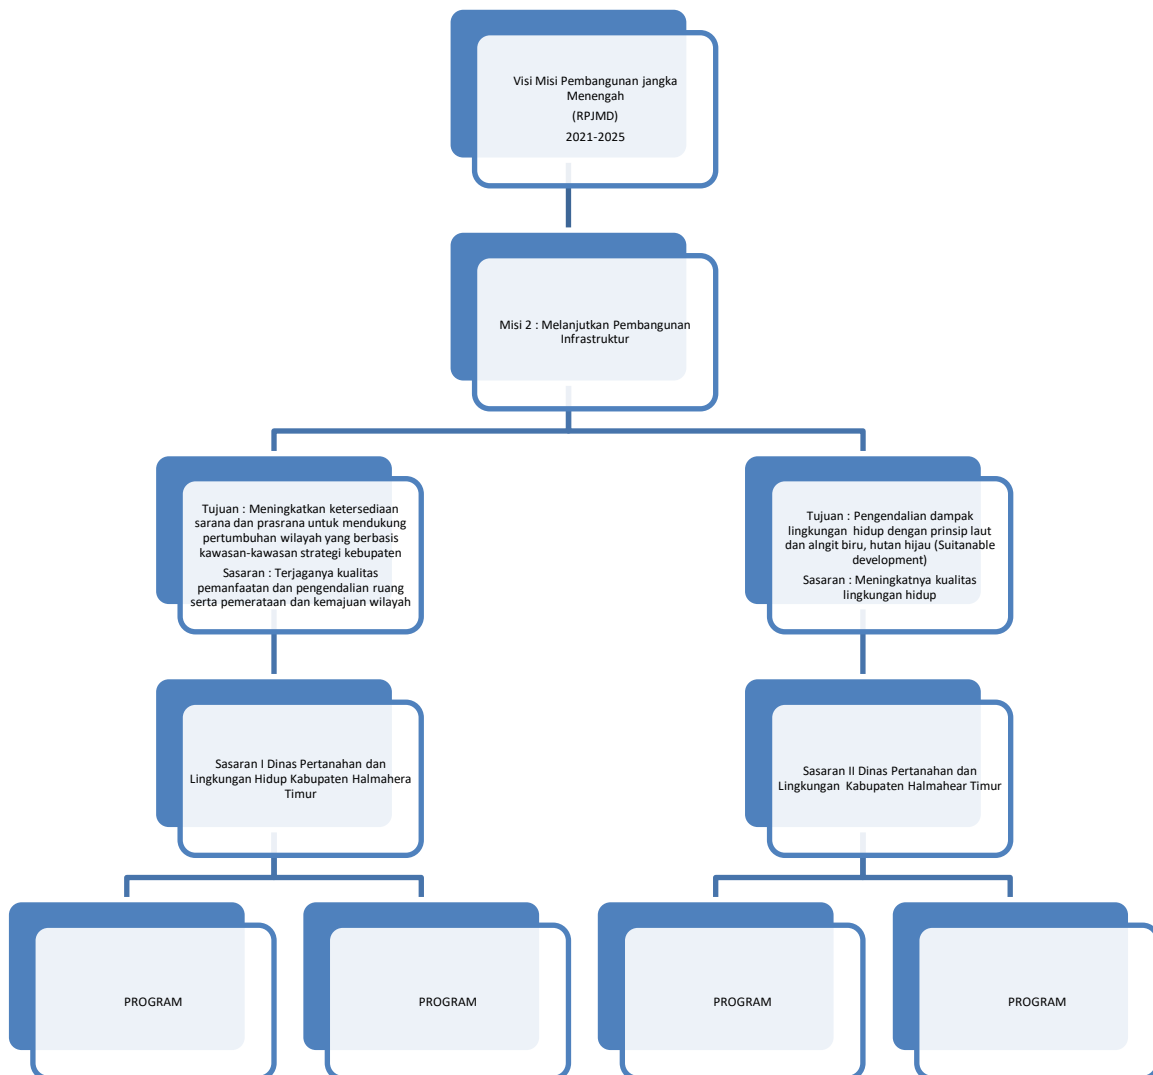 Visi Misi Pembangunan jangka
Menengah
(RPJMD)
2021-2025
Misi 2 : Melanjutkan Pembangunan
Infrastruktur
Tujuan : Meningkatkan ketersediaan
sarana dan prasrana untuk mendukung
pertumbuhan wilayah yang berbasis
kawasan-kawasan strategi kebupaten
Sasaran : Terjaganya kualitas
pemanfaatan dan pengendalian ruang
serta pemerataan dan kemajuan wilayah
Tujuan : Pengendalian dampak
lingkungan hidup dengan prinsip laut
dan alngit biru, hutan hijau (Suitanable
development)
Sasaran : Meningkatnya kualitas
lingkungan hidup
Sasaran I Dinas Pertanahan dan
Lingkungan Hidup Kabupaten Halmahera
Timur
Sasaran II Dinas Pertanahan dan
Lingkungan Kabupaten Halmahear Timur
PROGRAM
PROGRAM
PROGRAM
PROGRAM